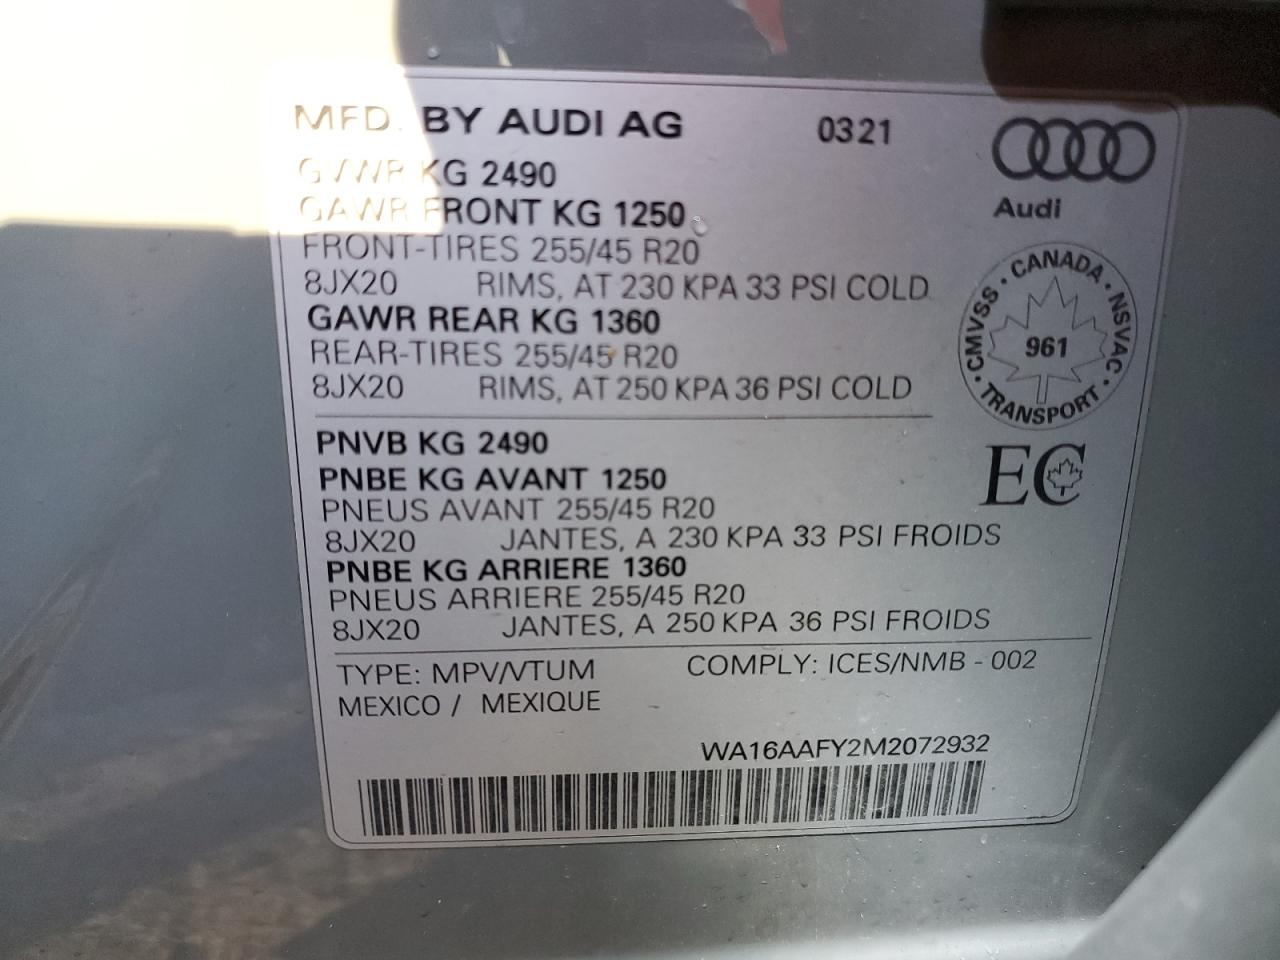 MFD. BY AUDI AG 0321
GVWR KG 2490
GAWR FRONT KG 1250
FRONT-TIRES 255/45 R20
8JX20 RIMS, AT 230 KPA 33 PSI COLD
GAWR REAR KG 1360
REAR-TIRES 255/45 R20
8JX20 RIMS, AT 250 KPA 36 PSI COLD
Audi
CMVSS · CANADA · NSVAC · TRANSPORT ·
961
EC
PNVB KG 2490
PNBE KG AVANT 1250
PNEUS AVANT 255/45 R20
8JX20 JANTES, A 230 KPA 33 PSI FROIDS
PNBE KG ARRIERE 1360
PNEUS ARRIERE 255/45 R20
8JX20 JANTES, A 250 KPA 36 PSI FROIDS
TYPE: MPV/VTUM COMPLY: ICES/NMB - 002
MEXICO / MEXIQUE
WA16AAFY2M2072932